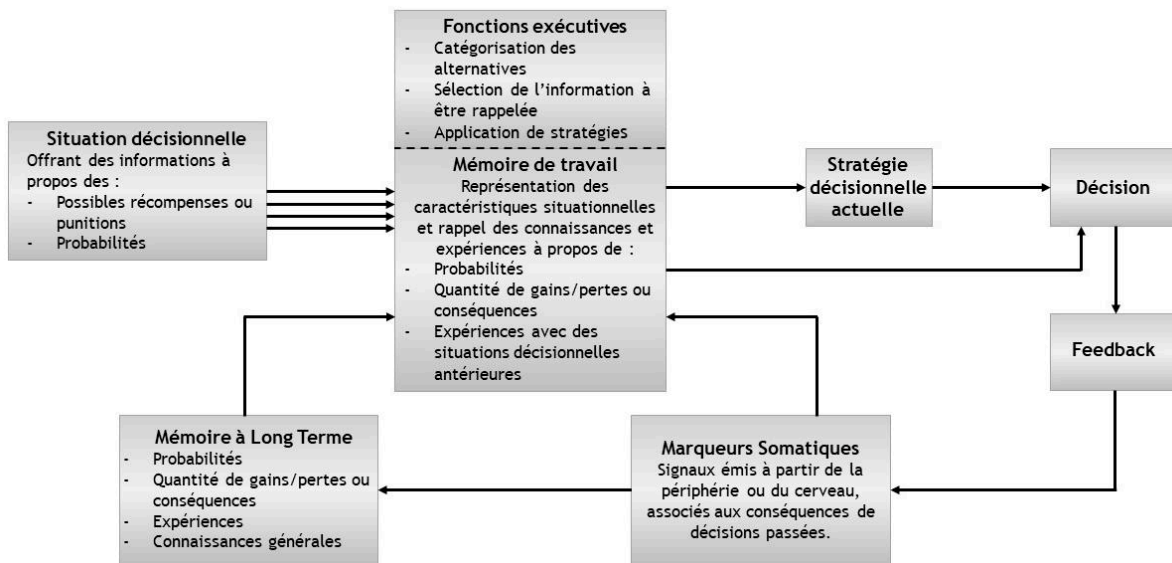 Fonctions exécutives
- Catégorisation des
alternatives
- Sélection de l'information à
être rappelée
- Application de stratégies
Situation décisionnelle
Offrant des informations à
propos des :
- Possibles récompenses ou
punitions
- Probabilités
Mémoire de travail
Représentation des
caractéristiques situationnelles
et rappel des connaissances et
expériences à propos de :
- Probabilités
- Quantité de gains/pertes ou
conséquences
- Expériences avec des
situations décisionnelles
antérieures
Stratégie
décisionnelle
actuelle
Décision
Feedback
Mémoire à Long Terme
- Probabilités
- Quantité de gains/pertes ou
conséquences
- Expériences
- Connaissances générales
Marqueurs Somatiques
Signaux émis à partir de la
périphérie ou du cerveau,
associés aux conséquences de
décisions passées.